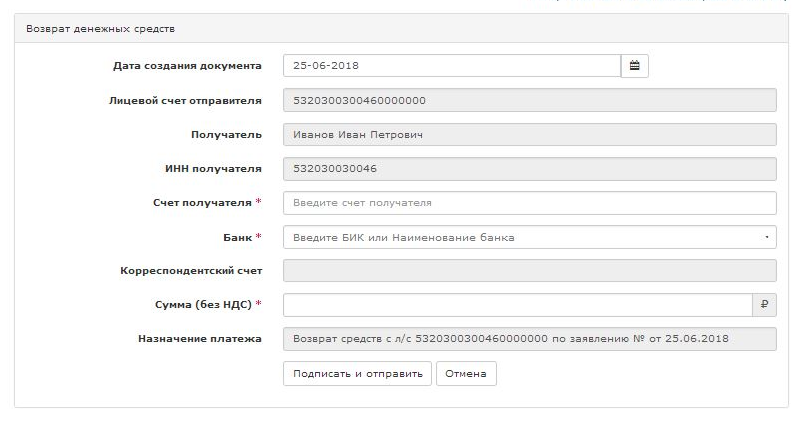 Возврат денежных средств
Дата создания документа 25-06-2018
Лицевой счет отправителя 5320300300460000000
Получатель Иванов Иван Петрович
ИНН получателя 532030030046
Счет получателя * Введите счет получателя
Банк * Введите БИК или Наименование банка
Корреспондентский счет
Сумма (без НДС) * ₽
Назначение платежа Возврат средств с л/с 5320300300460000000 по заявлению № от 25.06.2018
Подписать и отправить Отмена